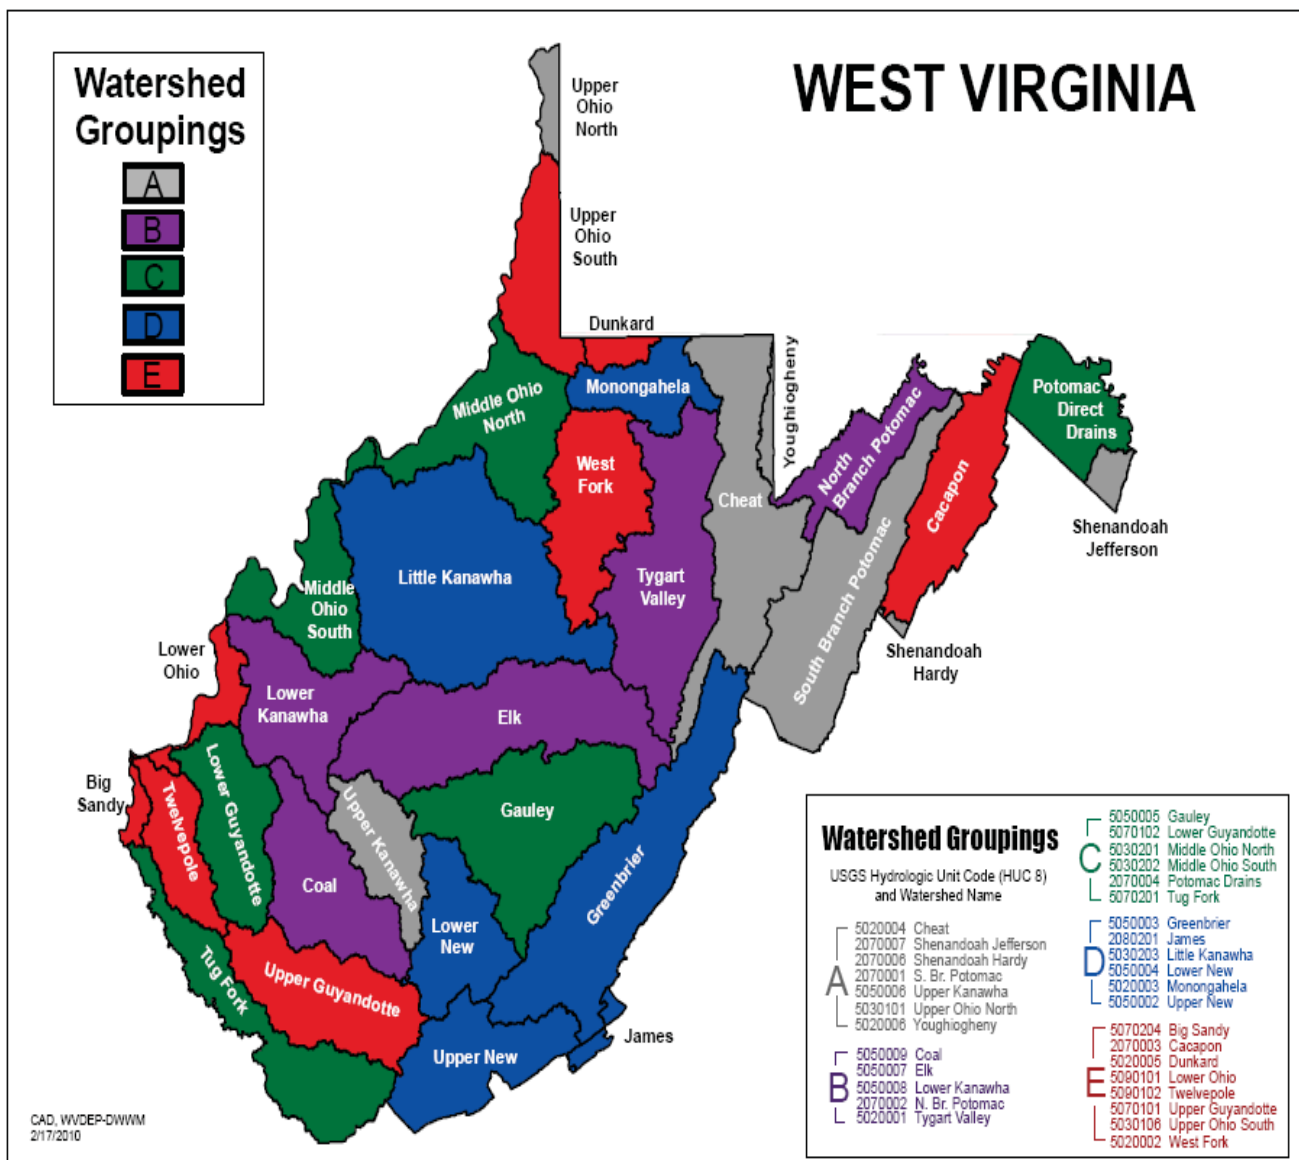 WEST VIRGINIA
Watershed
Groupings
A
B
C
D
E
Upper
Ohio
North
Upper
Ohio
South
Dunkard
Monongahela
Youghiogheny
Middle Ohio
North
West
Fork
Cheat
North
Branch Potomac
Potomac
Direct
Drains
Cacapon
South Branch Potomac
Shenandoah
Jefferson
Shenandoah
Hardy
Little Kanawha
Tygart
Valley
Middle
Ohio
South
Lower
Ohio
Lower
Kanawha
Elk
Big
Sandy
Twelvepole
Lower Guyandotte
Upper Kanawha
Gauley
Coal
Greenbrier
Lower
New
Tug Fork
Upper Guyandotte
Upper New
James
Watershed Groupings
USGS Hydrologic Unit Code (HUC 8)
and Watershed Name
A
5020004 Cheat
2070007 Shenandoah Jefferson
2070006 Shenandoah Hardy
2070001 S. Br. Potomac
5050006 Upper Kanawha
5030101 Upper Ohio North
5020006 Youghiogheny
B
5050009 Coal
5050007 Elk
5050008 Lower Kanawha
2070002 N. Br. Potomac
5020001 Tygart Valley
C
5050005 Gauley
5070102 Lower Guyandotte
5030201 Middle Ohio North
5030202 Middle Ohio South
2070004 Potomac Drains
5070201 Tug Fork
D
5050003 Greenbrier
2080201 James
5030203 Little Kanawha
5050004 Lower New
5020003 Monongahela
5050002 Upper New
E
5070204 Big Sandy
2070003 Cacapon
5020005 Dunkard
5090101 Lower Ohio
5090102 Twelvepole
5070101 Upper Guyandotte
5030106 Upper Ohio South
5020002 West Fork
CAD, WVDEP-DWWM
2/17/2010